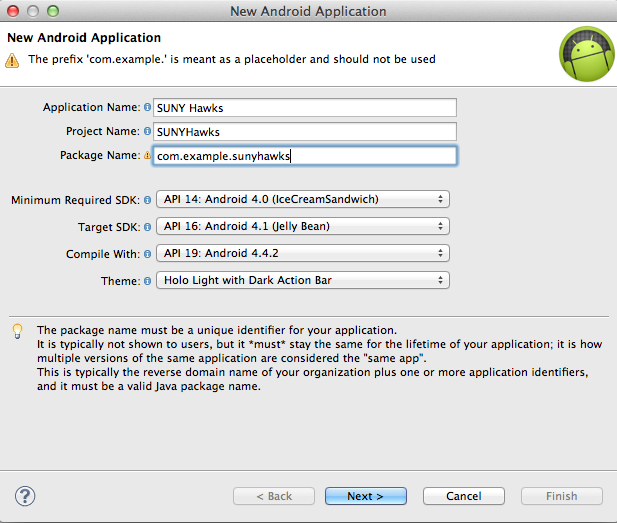 New Android Application
New Android Application
The prefix 'com.example.' is meant as a placeholder and should not be used
Application Name: SUNY Hawks
Project Name: SUNYHawks
Package Name: com.example.sunyhawks
Minimum Required SDK: API 14: Android 4.0 (IceCreamSandwich)
Target SDK: API 16: Android 4.1 (Jelly Bean)
Compile With: API 19: Android 4.4.2
Theme: Holo Light with Dark Action Bar
The package name must be a unique identifier for your application.
It is typically not shown to users, but it *must* stay the same for the lifetime of your application; it is how
multiple versions of the same application are considered the "same app".
This is typically the reverse domain name of your organization plus one or more application identifiers,
and it must be a valid Java package name.
? < Back Next > Cancel Finish